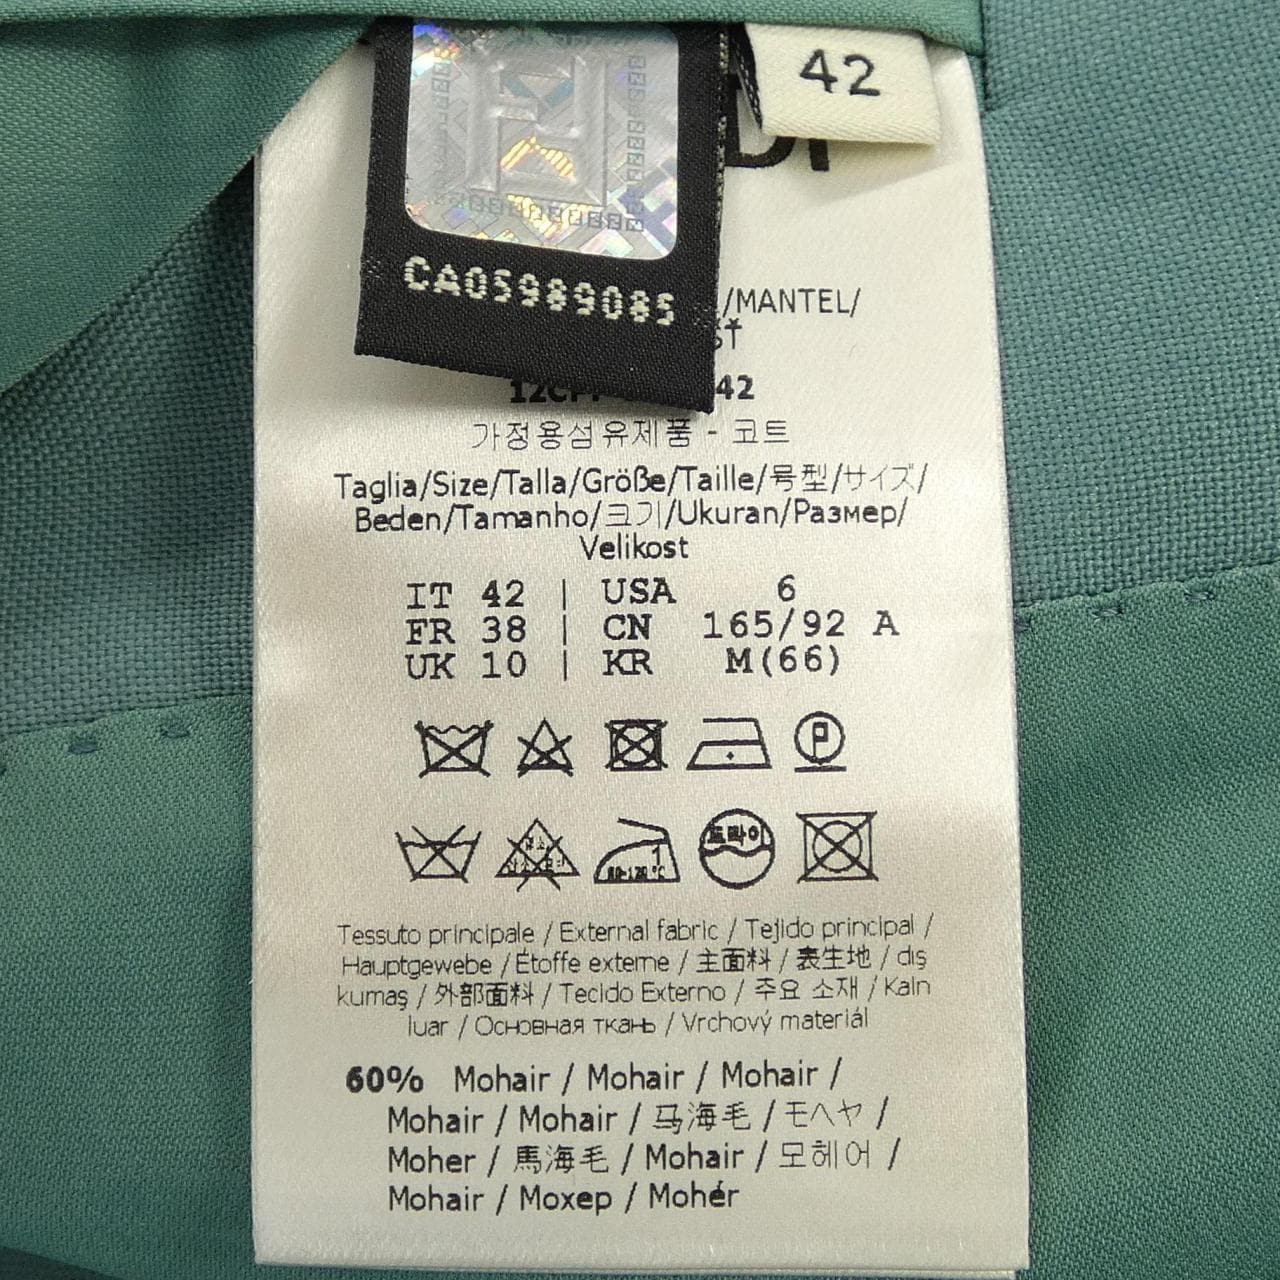 42
CA05989085
/MANTEL/
42
가정용섬유제품 - 코트
Taglia/Size/Talla/Größe/Taille/号型/サイズ/
Beden/Tamanho/크기/Ukuran/Размер/
Velikost
IT 42 | USA 6
FR 38 | CN 165/92 A
UK 10 | KR M(66)
드라이
Tessuto principale / External fabric / Tejido principal /
Hauptgewebe / Étoffe externe / 主面料 / 表生地 / dış
kumaş / 外部面料 / Tecido Externo / 주요 소재 / Kain
luar / Основная ткань / Vrchový materiál
60% Mohair / Mohair / Mohair /
Mohair / Mohair / 马海毛 / モヘヤ /
Moher / 馬海毛 / Mohair / 모헤어 /
Mohair / Мохер / Mohér